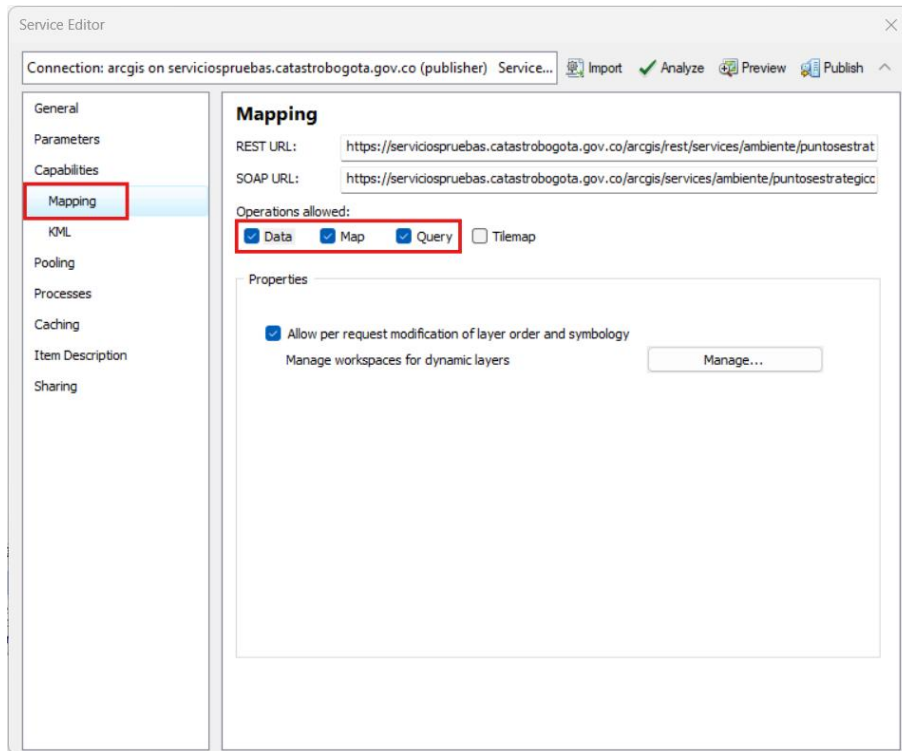 Service Editor
Connection: arcgis on serviciospruebas.catastrobogota.gov.co (publisher) Service... Import Analyze Preview Publish
General
Parameters
Capabilities
Mapping
KML
Pooling
Processes
Caching
Item Description
Sharing
Mapping
REST URL: https://serviciospruebas.catastrobogota.gov.co/arcgis/rest/services/ambiente/puntosestrat
SOAP URL: https://serviciospruebas.catastrobogota.gov.co/arcgis/services/ambiente/puntosestrategicc
Operations allowed:
Data Map Query Tilemap
Properties
Allow per request modification of layer order and symbology
Manage workspaces for dynamic layers Manage...